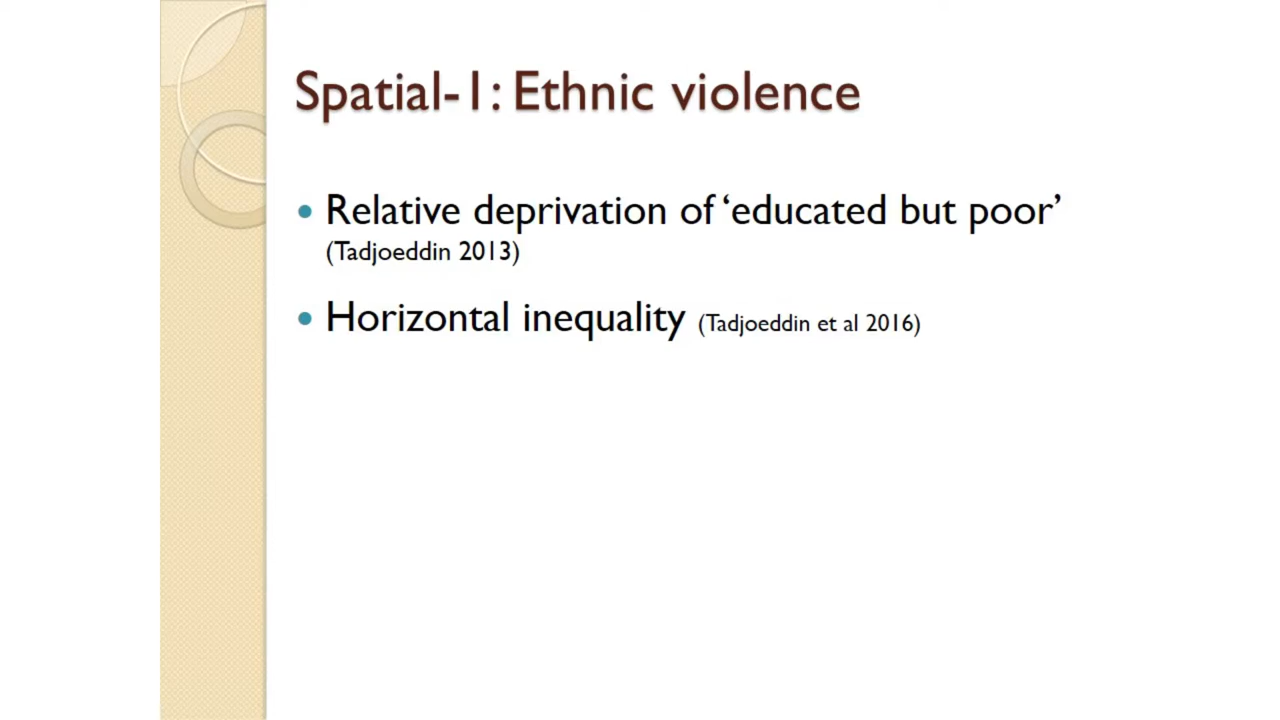 Spatial-1: Ethnic violence
• Relative deprivation of ‘educated but poor’
(Tadjoeddin 2013)
• Horizontal inequality (Tadjoeddin et al 2016)